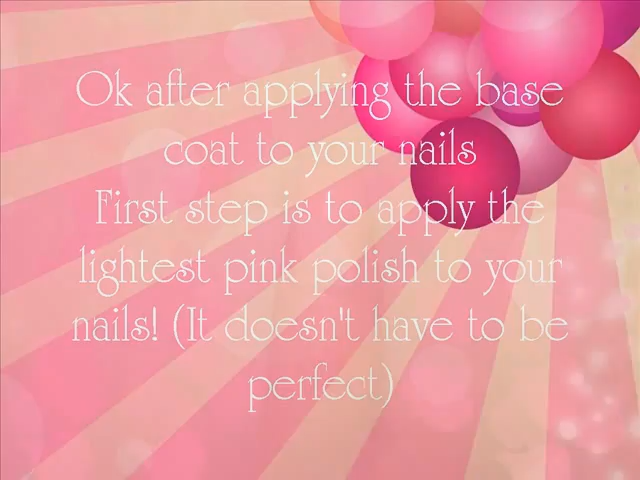 Ok after applying the base
coat to your nails
First step is to apply the
lightest pink polish to your
nails! (It doesn't have to be
perfect)